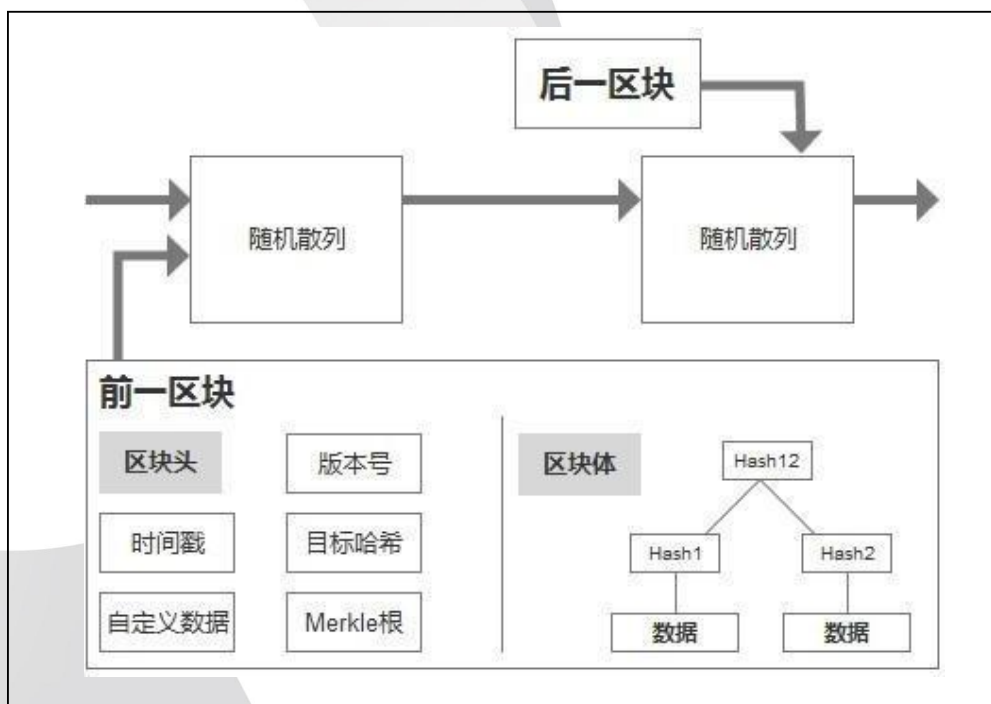 后一区块
随机散列
随机散列
前一区块
区块头
版本号
时间戳
目标哈希
自定义数据
Merkle根
区块体
Hash12
Hash1
Hash2
数据
数据